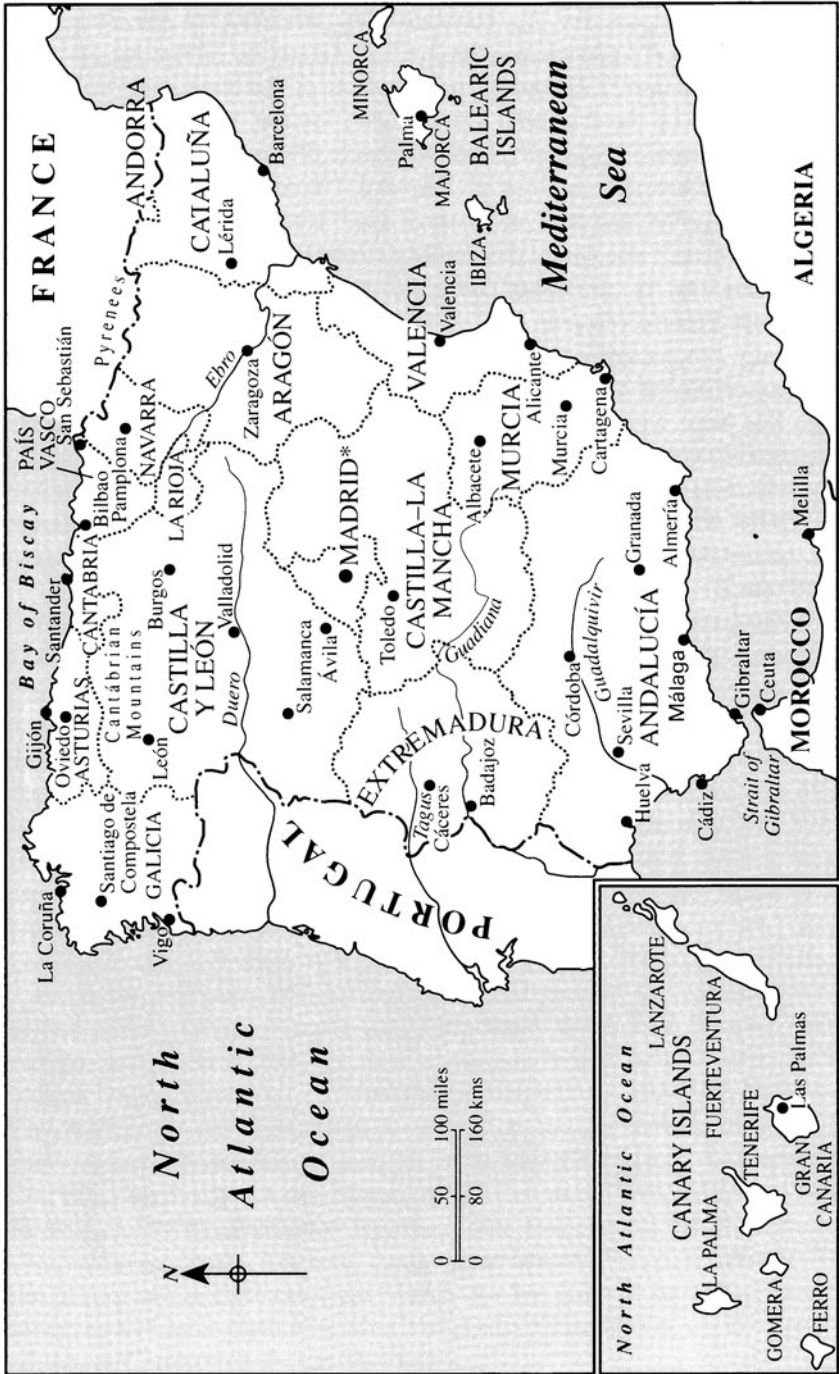 FRANCE
Bay of Biscay
PAÍS
VASCO
San Sebastián
Gijón
Oviedo
ASTURIAS
Santander
CANTABRIA
Cantábrian
Mountains
Bilbao
Pamplona
NAVARRA
Pyrenees
ANDORRA
La Coruña
Santiago de
Compostela
GALICIA
Vigo
León
Burgos
LA RIOJA
CASTILLA
Y LEÓN
Valladolid
Duero
Ebro
Zaragoza
ARAGÓN
CATALUÑA
Lérida
Barcelona
Salamanca
Ávila
MADRID*
Toledo
CASTILLA–LA
MANCHA
Guadiana
PORTUGAL
EXTREMADURA
Tagus
Cáceres
Badajoz
VALENCIA
Valencia
Albacete
MURCIA
Alicante
Murcia
Cartagena
MINORCA
Palma
MAJORCA
BALEARIC
ISLANDS
IBIZA
Mediterranean
Sea
Córdoba
Guadalquivir
Sevilla
Huelva
ANDALUCÍA
Granada
Almería
Málaga
Cádiz
Gibraltar
Strait of
Gibraltar
Ceuta
MOROCCO
Melilla
ALGERIA
North
Atlantic
Ocean
N
0 50 100 miles
0 80 160 kms
North Atlantic Ocean
LANZAROTE
CANARY ISLANDS
LA PALMA
FUERTEVENTURA
TENERIFE
GOMERA
GRAN
CANARIA
Las Palmas
FERRO